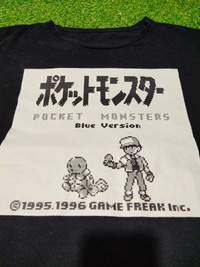 ポケットモンスター
POCKET MONSTERS
Blue Version
©1995.1996 GAME FREAK Inc.